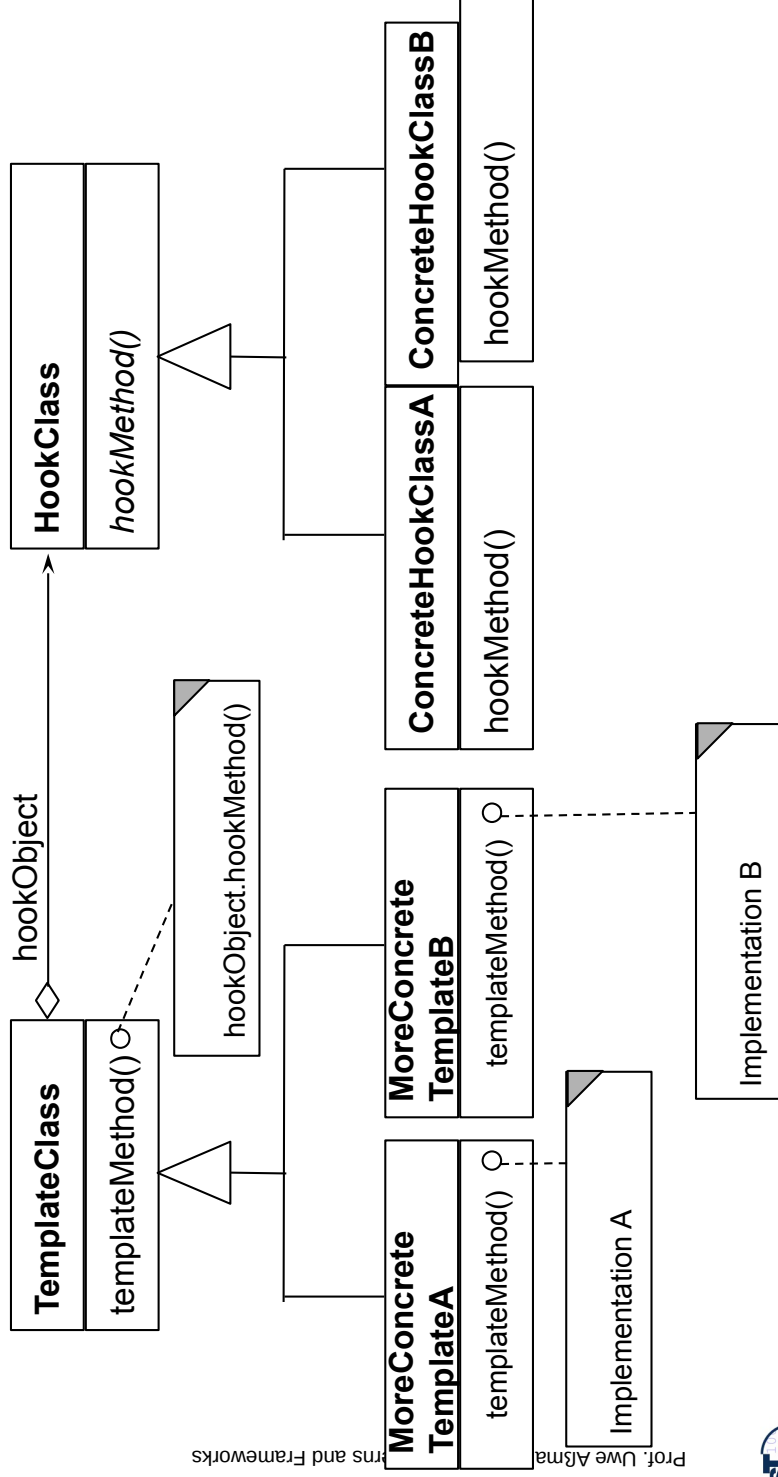 hookObject
TemplateClass
templateMethod()
hookObject.hookMethod()
HookClass
hookMethod()
MoreConcrete
TemplateA
templateMethod()
Implementation A
MoreConcrete
TemplateB
templateMethod()
Implementation B
ConcreteHookClassA
hookMethod()
ConcreteHookClassB
hookMethod()
Prof. Uwe Aßma
and Frameworks